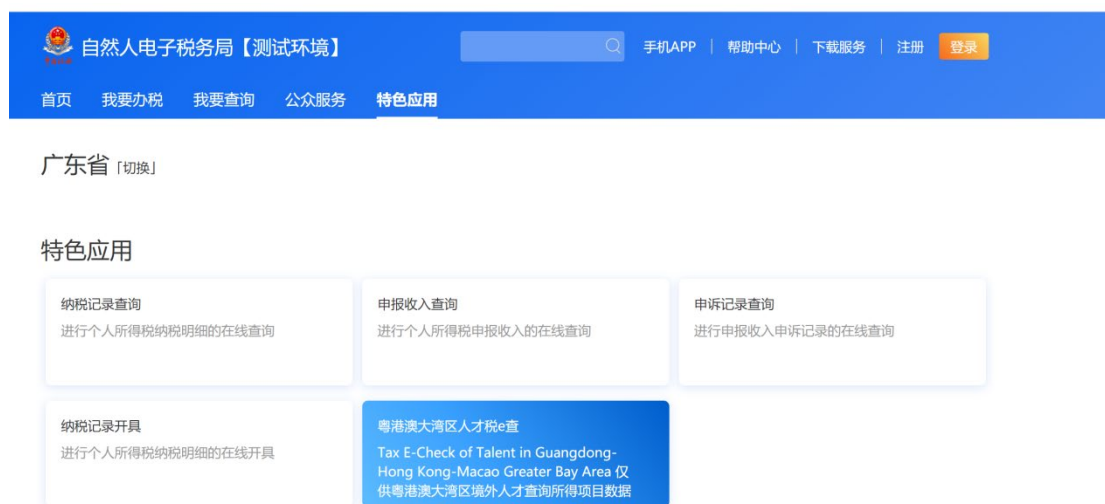 自然人电子税务局【测试环境】
手机APP | 帮助中心 | 下载服务 | 注册 登录
首页 我要办税 我要查询 公众服务 特色应用
广东省「切换」
特色应用
纳税记录查询
进行个人所得税纳税明细的在线查询
申报收入查询
进行个人所得税申报收入的在线查询
申诉记录查询
进行申报收入申诉记录的在线查询
纳税记录开具
进行个人所得税纳税明细的在线开具
粤港澳大湾区人才税e查
Tax E-Check of Talent in Guangdong-
Hong Kong-Macao Greater Bay Area 仅
供粤港澳大湾区境外人才查询所得项目数据